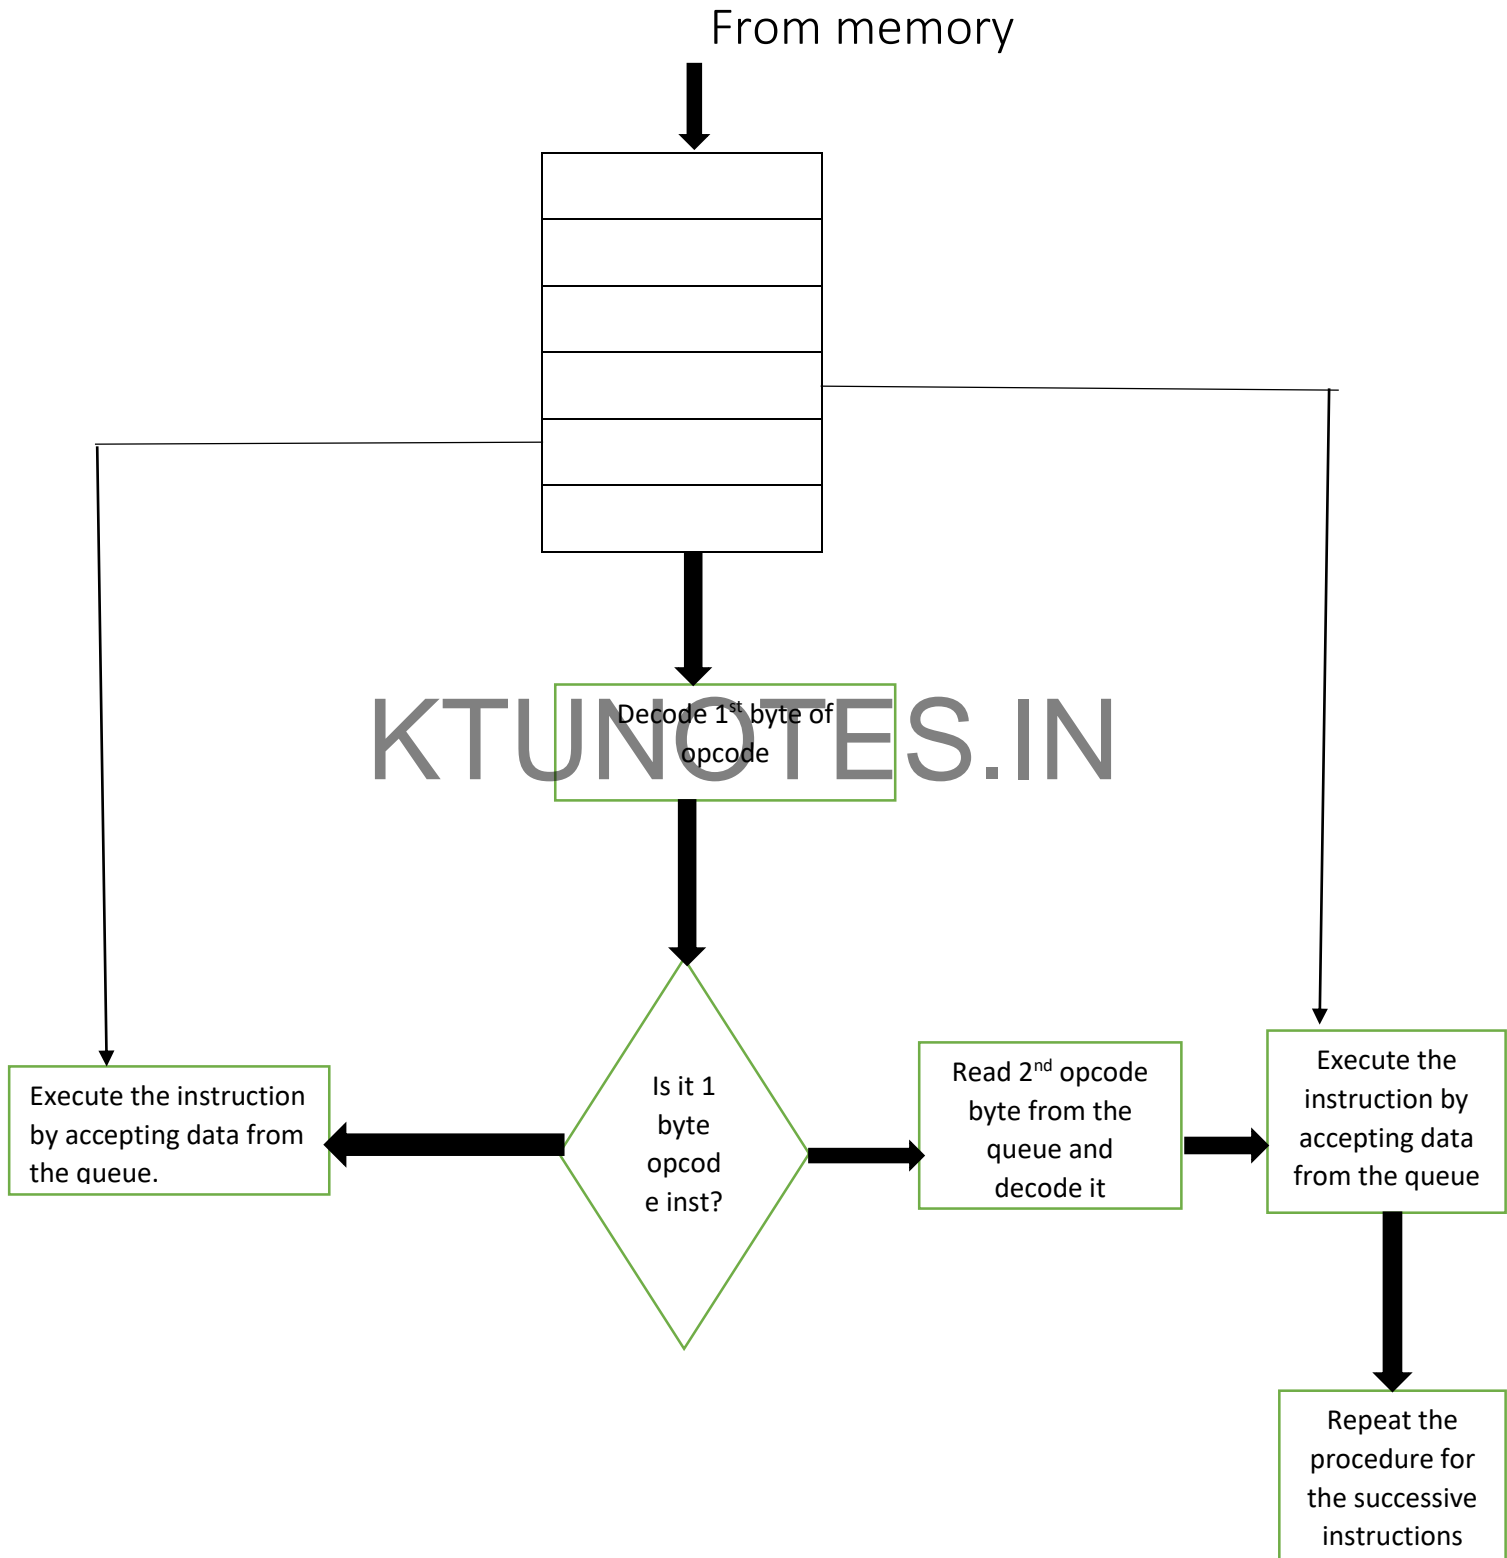 From memory
KTUNOTES.IN
Decode 1st byte of
opcode
Execute the instruction
by accepting data from
the queue.
Is it 1
byte
opcod
e inst?
Read 2nd opcode
byte from the
queue and
decode it
Execute the
instruction by
accepting data
from the queue
Repeat the
procedure for
the successive
instructions